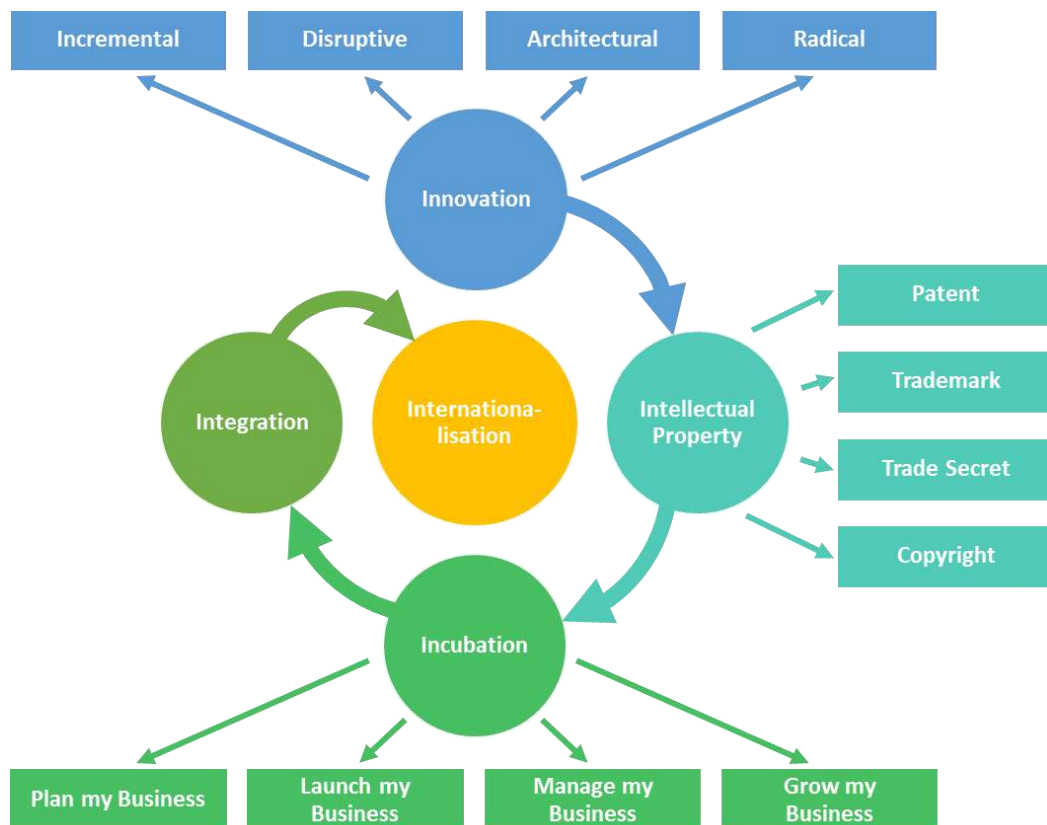 Incremental
Disruptive
Architectural
Radical
Innovation
Patent
Trademark
Integration
Internationa-
lisation
Intellectual
Property
Trade Secret
Copyright
Incubation
Plan my Business
Launch my
Business
Manage my
Business
Grow my
Business